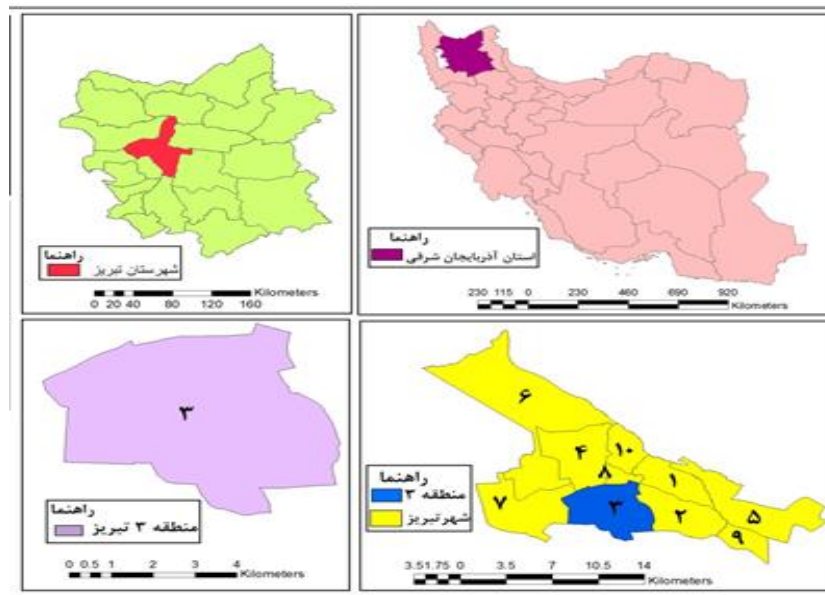 راهنما
شهرستان تبریز
Kilometers
0 20 40 80 120 160
راهنما
استان آذربایجان شرقی
Kilometers
230 115 0 230 460 690 920
۳
راهنما
منطقه ۳ تبریز
0 0.5 1 2 3 4
Kilometers
۶
۴
۱۰
۸
۱
۷
۳
۲
۵
۹
راهنما
منطقه ۳
شهرتبریز
3.51.75 0 3.5 7 10.5 14
Kilometers